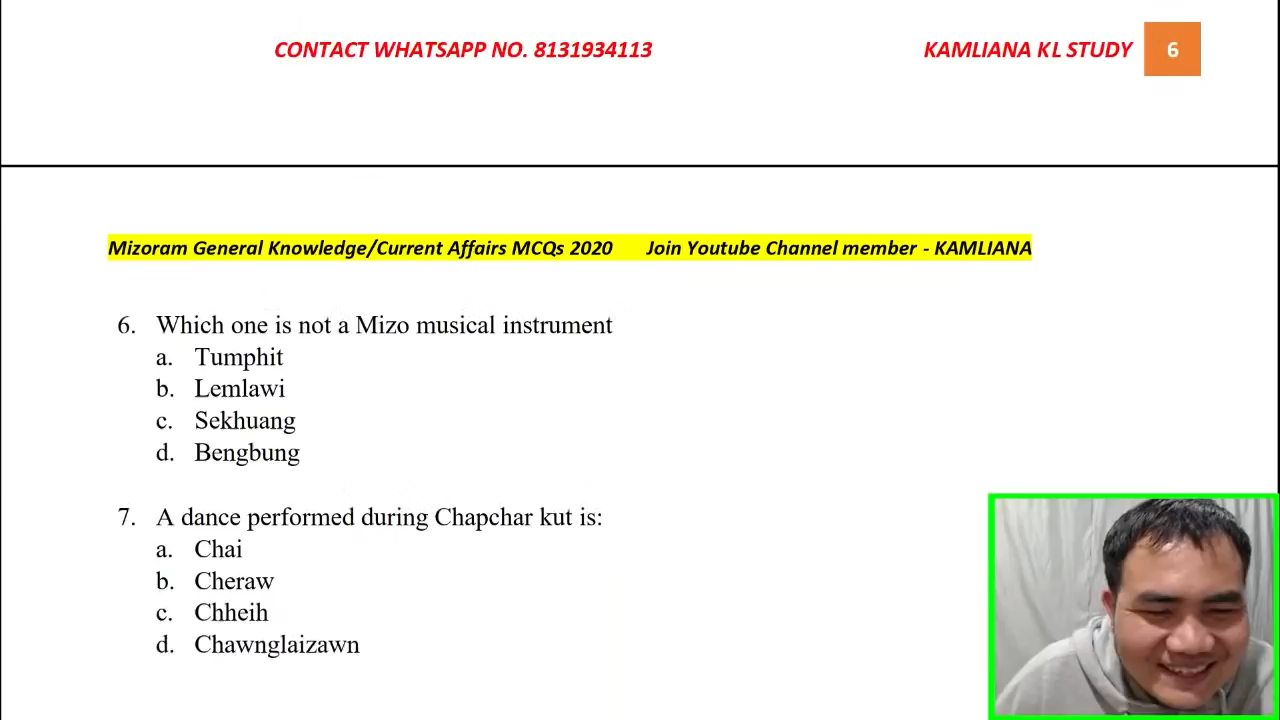 CONTACT WHATSAPP NO. 8131934113 KAMLIANA KL STUDY 6
Mizoram General Knowledge/Current Affairs MCQs 2020 Join Youtube Channel member - KAMLIANA
6. Which one is not a Mizo musical instrument
a. Tumphit
b. Lemlawi
c. Sekhuang
d. Bengbung
7. A dance performed during Chapchar kut is:
a. Chai
b. Cheraw
c. Chheih
d. Chawnglaizawn